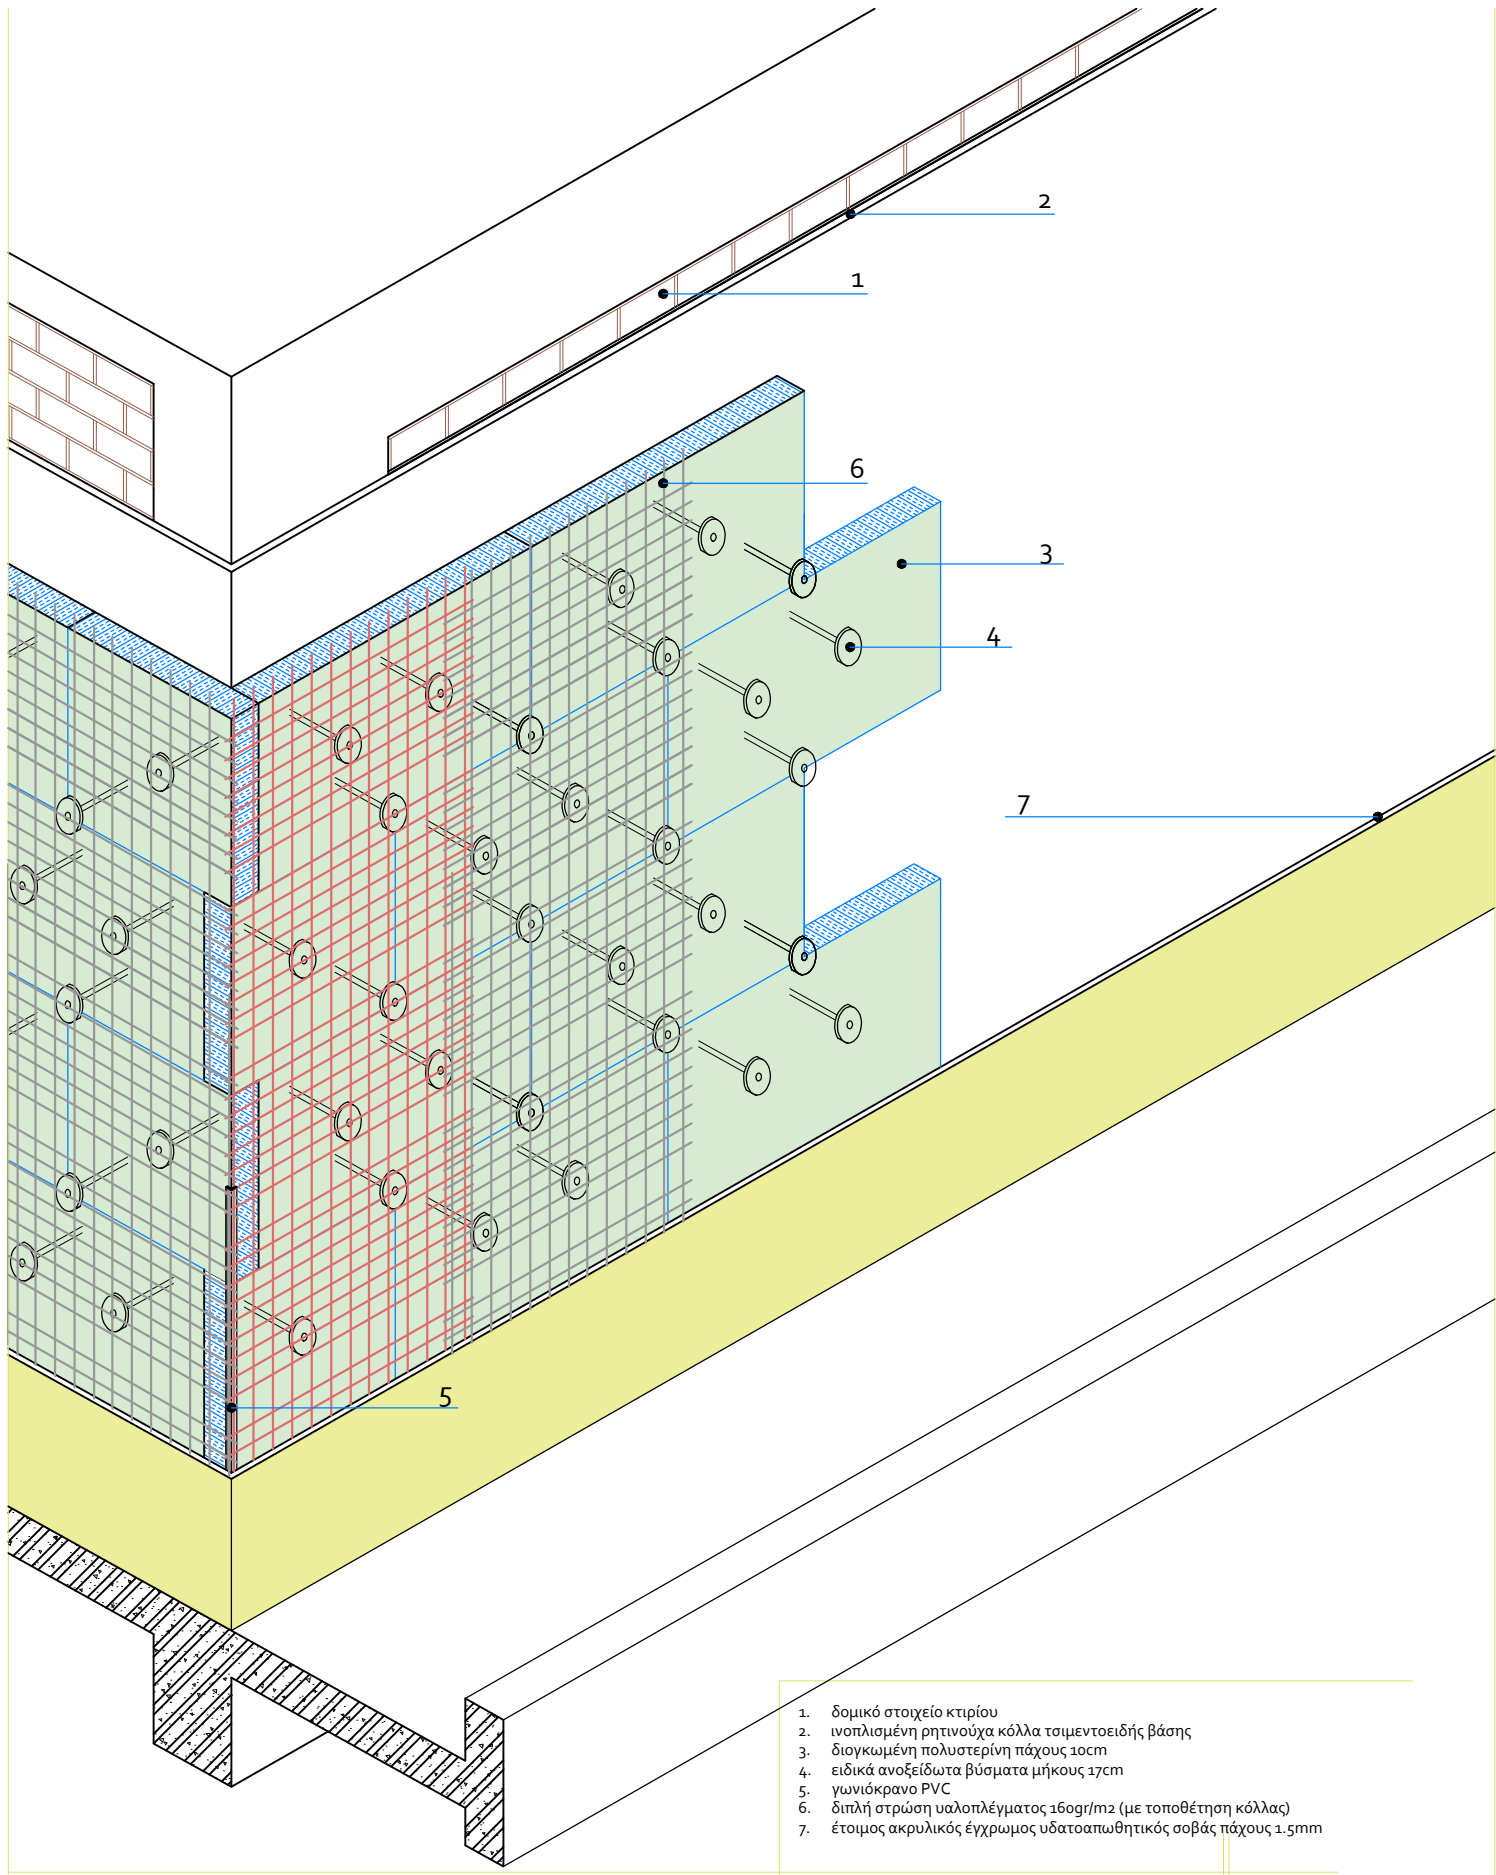 2
1
6
3
4
7
5
1. δομικό στοιχείο κτιρίου
2. ινοπλισμένη ρητινούχα κόλλα τσιμεντοειδής βάσης
3. διογκωμένη πολυστερίνη πάχους 10cm
4. ειδικά ανοξείδωτα βύσματα μήκους 17cm
5. γωνιόκρανο PVC
6. διπλή στρώση υαλοπλέγματος 160gr/m2 (με τοποθέτηση κόλλας)
7. έτοιμος ακρυλικός έγχρωμος υδατοαπωθητικός σοβάς πάχους 1.5mm